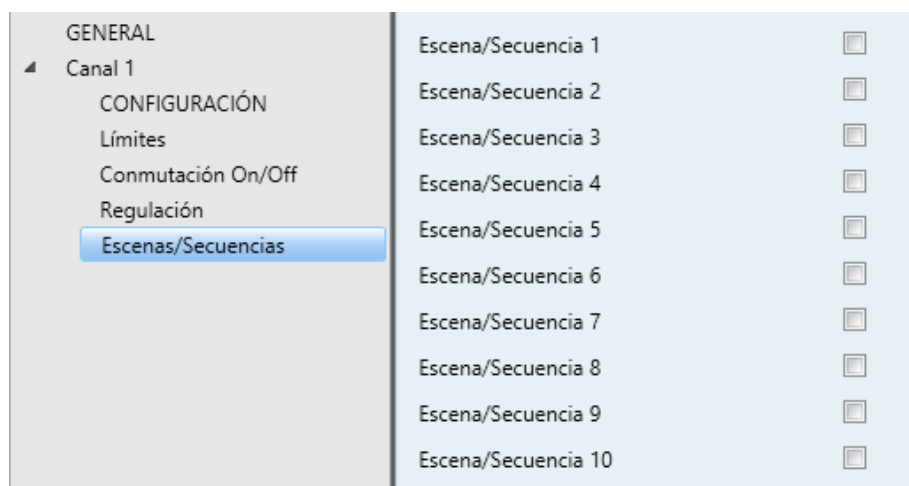 GENERAL
Canal 1
CONFIGURACIÓN
Límites
Conmutación On/Off
Regulación
Escenas/Secuencias
Escena/Secuencia 1
Escena/Secuencia 2
Escena/Secuencia 3
Escena/Secuencia 4
Escena/Secuencia 5
Escena/Secuencia 6
Escena/Secuencia 7
Escena/Secuencia 8
Escena/Secuencia 9
Escena/Secuencia 10